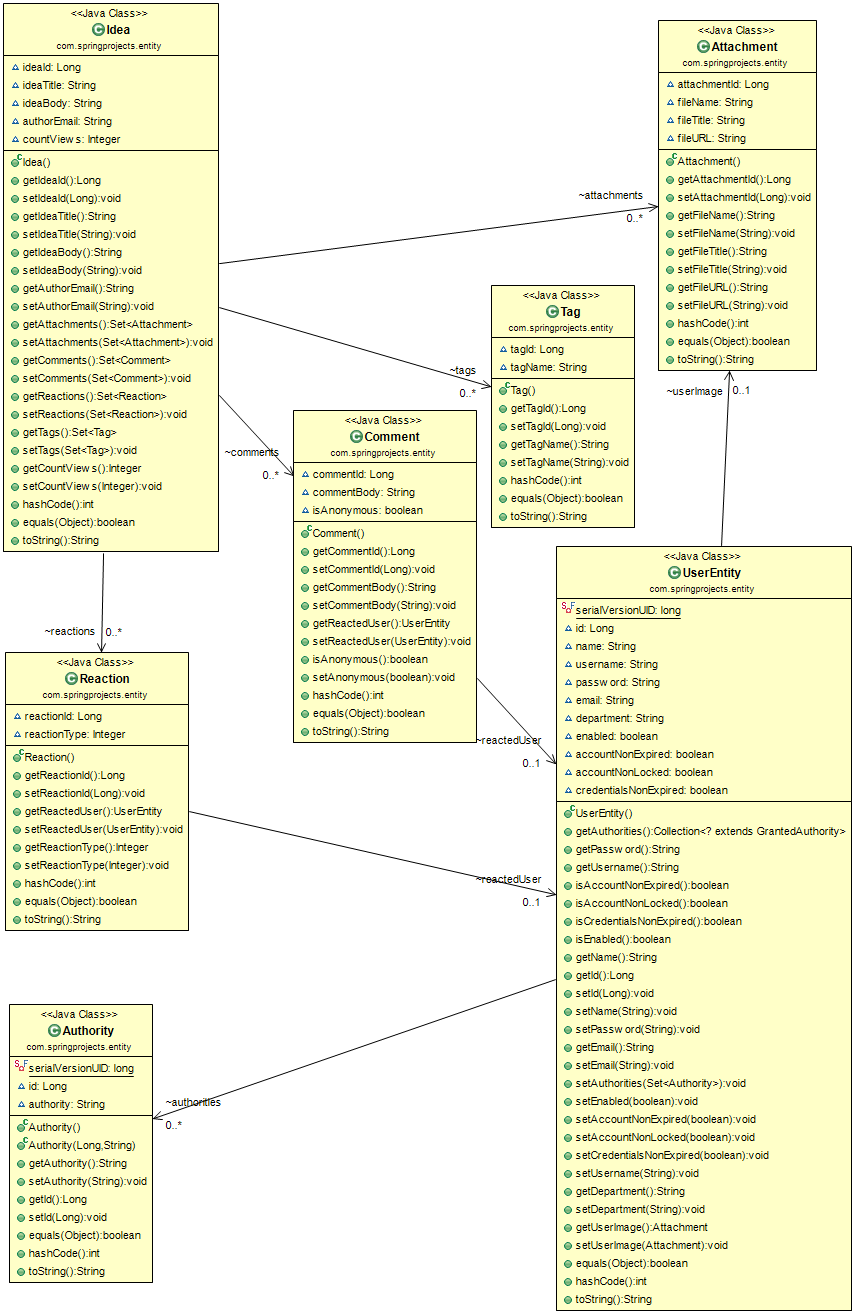 <<Java Class>>
Idea
com.springprojects.entity
ideaId: Long
ideaTitle: String
ideaBody: String
authorEmail: String
countViews: Integer
Idea()
getIdeaId():Long
setIdeaId(Long):void
getIdeaTitle():String
setIdeaTitle(String):void
getIdeaBody():String
setIdeaBody(String):void
getAuthorEmail():String
setAuthorEmail(String):void
getAttachments():Set<Attachment>
setAttachments(Set<Attachment>):void
getComments():Set<Comment>
setComments(Set<Comment>):void
getReactions():Set<Reaction>
setReactions(Set<Reaction>):void
getTags():Set<Tag>
setTags(Set<Tag>):void
getCountViews():Integer
setCountViews(Integer):void
hashCode():int
equals(Object):boolean
toString():String
~attachments
0..*
~tags
0..*
~comments
0..*
~reactions
0..*
<<Java Class>>
Attachment
com.springprojects.entity
attachmentId: Long
fileName: String
fileTitle: String
fileURL: String
Attachment()
getAttachmentId():Long
setAttachmentId(Long):void
getFileName():String
setFileName(String):void
getFileTitle():String
setFileTitle(String):void
getFileURL():String
setFileURL(String):void
hashCode():int
equals(Object):boolean
toString():String
~userImage
0..1
<<Java Class>>
Tag
com.springprojects.entity
tagId: Long
tagName: String
Tag()
getTagId():Long
setTagId(Long):void
getTagName():String
setTagName(String):void
hashCode():int
equals(Object):boolean
toString():String
<<Java Class>>
Comment
com.springprojects.entity
commentId: Long
commentBody: String
isAnonymous: boolean
Comment()
getCommentId():Long
setCommentId(Long):void
getCommentBody():String
setCommentBody(String):void
getReactedUser():UserEntity
setReactedUser(UserEntity):void
isAnonymous():boolean
setAnonymous(boolean):void
hashCode():int
equals(Object):boolean
toString():String
~reactedUser
0..1
<<Java Class>>
Reaction
com.springprojects.entity
reactionId: Long
reactionType: Integer
Reaction()
getReactionId():Long
setReactionId(Long):void
getReactedUser():UserEntity
setReactedUser(UserEntity):void
getReactionType():Integer
setReactionType(Integer):void
hashCode():int
equals(Object):boolean
toString():String
~reactedUser
0..1
<<Java Class>>
UserEntity
com.springprojects.entity
serialVersionUID: long
id: Long
name: String
username: String
password: String
email: String
department: String
enabled: boolean
accountNonExpired: boolean
accountNonLocked: boolean
credentialsNonExpired: boolean
UserEntity()
getAuthorities():Collection<? extends GrantedAuthority>
getPassword():String
getUsername():String
isAccountNonExpired():boolean
isAccountNonLocked():boolean
isCredentialsNonExpired():boolean
isEnabled():boolean
getName():String
getId():Long
setId(Long):void
setName(String):void
setPassword(String):void
getEmail():String
setEmail(String):void
setAuthorities(Set<Authority>):void
setEnabled(boolean):void
setAccountNonExpired(boolean):void
setAccountNonLocked(boolean):void
setCredentialsNonExpired(boolean):void
setUsername(String):void
getDepartment():String
setDepartment(String):void
getUserImage():Attachment
setUserImage(Attachment):void
equals(Object):boolean
hashCode():int
toString():String
~authorities
0..*
<<Java Class>>
Authority
com.springprojects.entity
serialVersionUID: long
id: Long
authority: String
Authority()
Authority(Long,String)
getAuthority():String
setAuthority(String):void
getId():Long
setId(Long):void
equals(Object):boolean
hashCode():int
toString():String